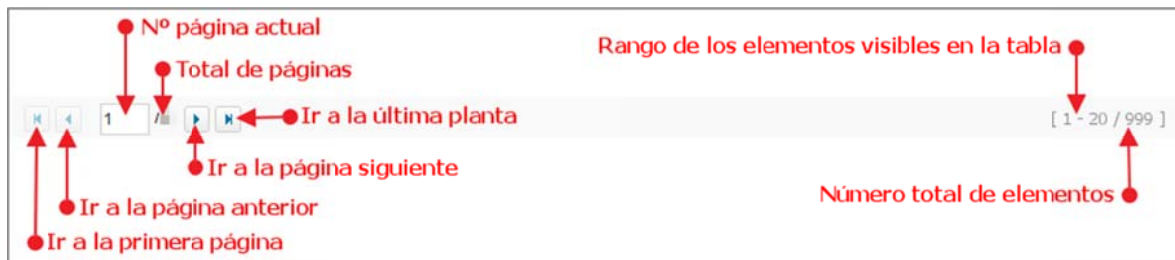 Nº página actual
Rango de los elementos visibles en la tabla
Total de páginas
1 / Ir a la última planta [ 1 - 20 / 999 ]
Ir a la página siguiente
Número total de elementos
Ir a la página anterior
Ir a la primera página